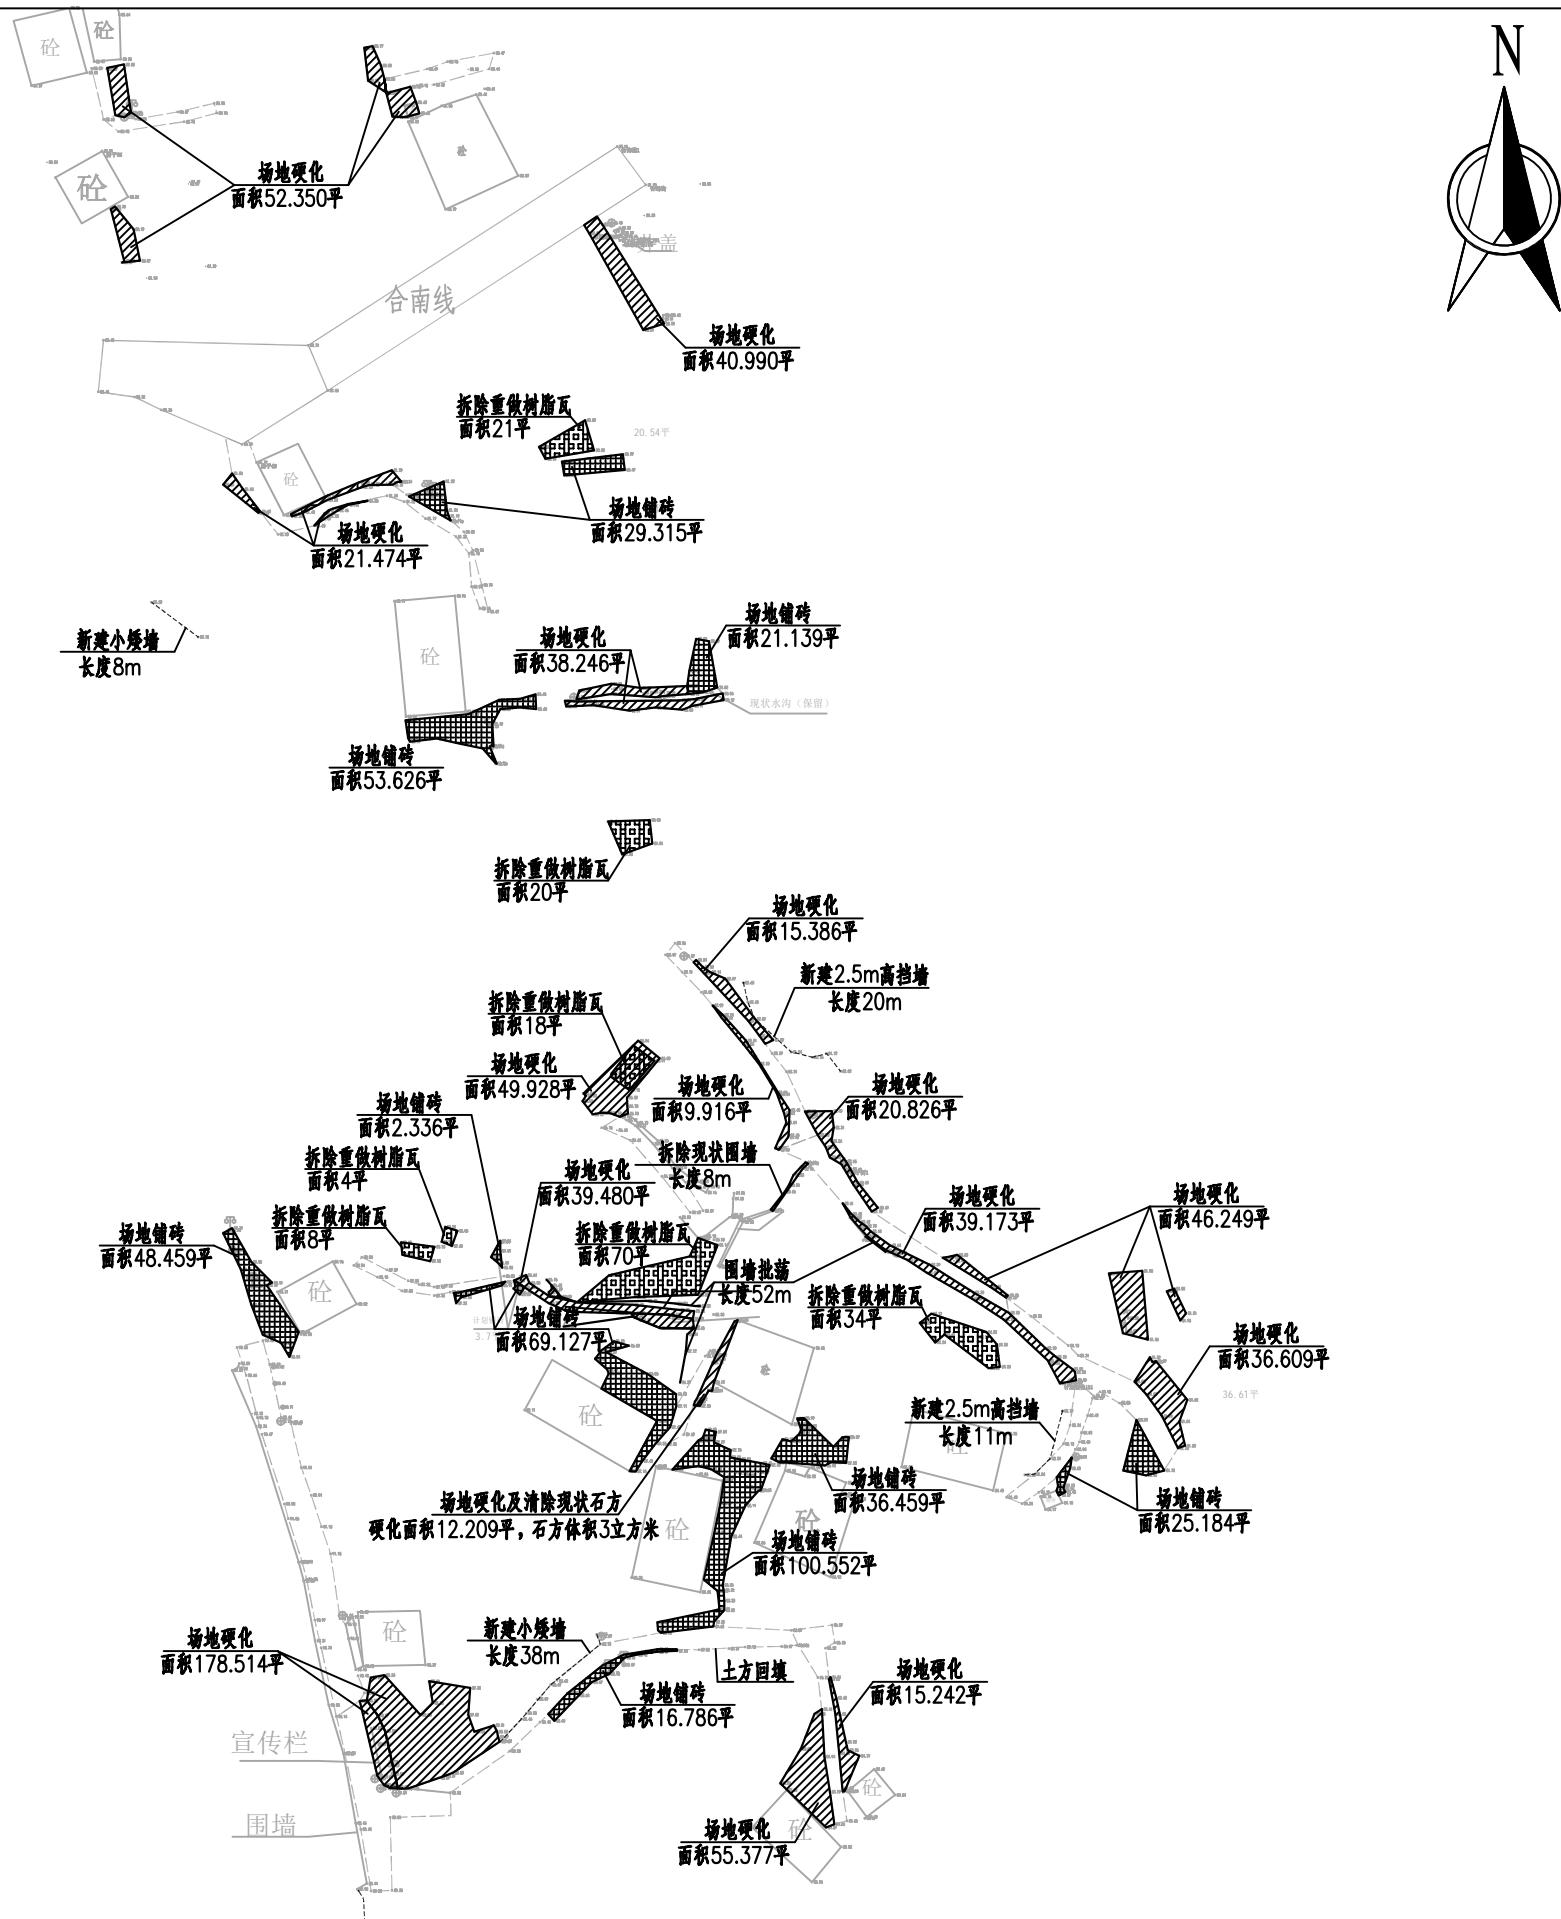 N
砼
砼
砼
砼
场地硬化
面积52.350平
井盖
合南线
场地硬化
面积40.990平
拆除重做树脂瓦
面积21平
20.54平
砼
场地铺砖
面积29.315平
场地硬化
面积21.474平
新建小矮墙
长度8m
砼
场地硬化
面积38.246平
场地铺砖
面积21.139平
现状水沟（保留）
场地铺砖
面积53.626平
拆除重做树脂瓦
面积20平
场地硬化
面积15.386平
新建2.5m高挡墙
长度20m
拆除重做树脂瓦
面积18平
场地硬化
面积49.928平
场地硬化
面积9.916平
场地硬化
面积20.826平
场地铺砖
面积2.336平
拆除重做树脂瓦
面积4平
场地硬化
面积39.480平
拆除现状围墙
长度8m
场地硬化
面积39.173平
场地硬化
面积46.249平
拆除重做树脂瓦
面积8平
场地铺砖
面积48.459平
拆除重做树脂瓦
面积70平
围墙批荡
长度52m
拆除重做树脂瓦
面积34平
砼
场地铺砖
面积69.127平
场地硬化
面积36.609平
36.61平
砼
砼
新建2.5m高挡墙
长度11m
砼
场地铺砖
面积36.459平
场地铺砖
面积25.184平
场地硬化及清除现状石方
硬化面积12.209平，石方体积3立方米
砼
砼
场地铺砖
面积100.552平
砼
场地硬化
面积178.514平
新建小矮墙
长度38m
土方回填
场地铺砖
面积16.786平
场地硬化
面积15.242平
宣传栏
砼
围墙
砼
场地硬化
面积55.377平